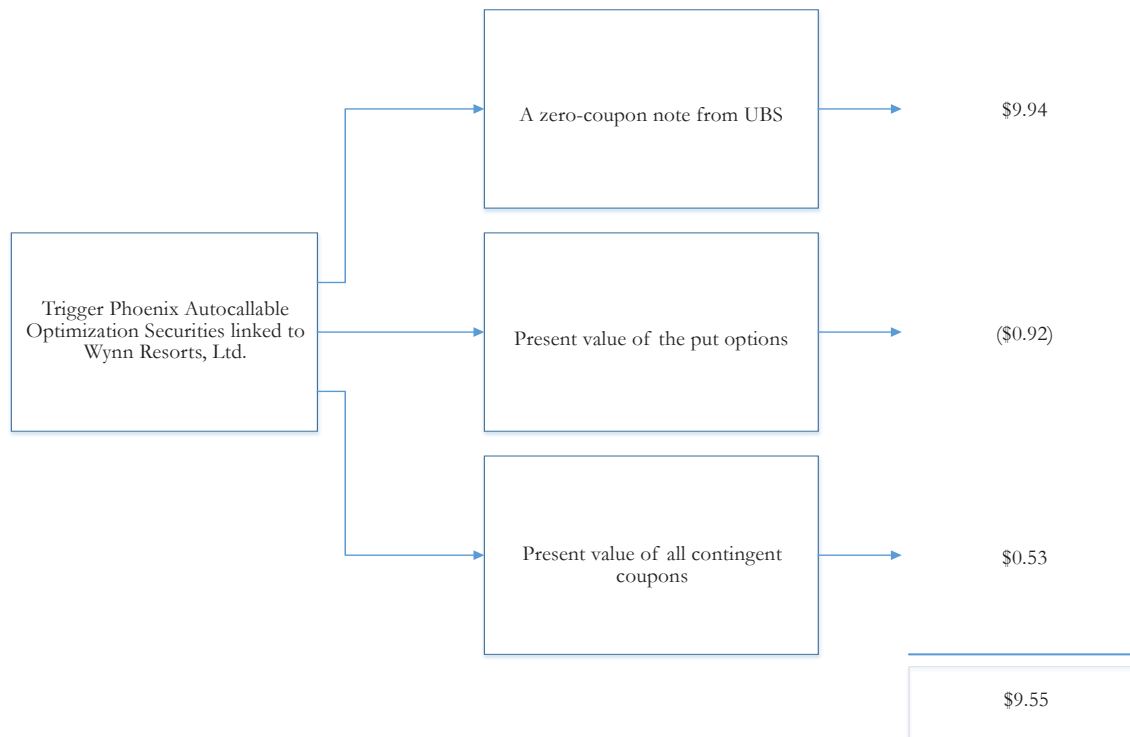 A zero-coupon note from UBS
$9.94
Trigger Phoenix Autocallable
Optimization Securities linked to
Wynn Resorts, Ltd.
Present value of the put options
($0.92)
Present value of all contingent
coupons
$0.53
$9.55